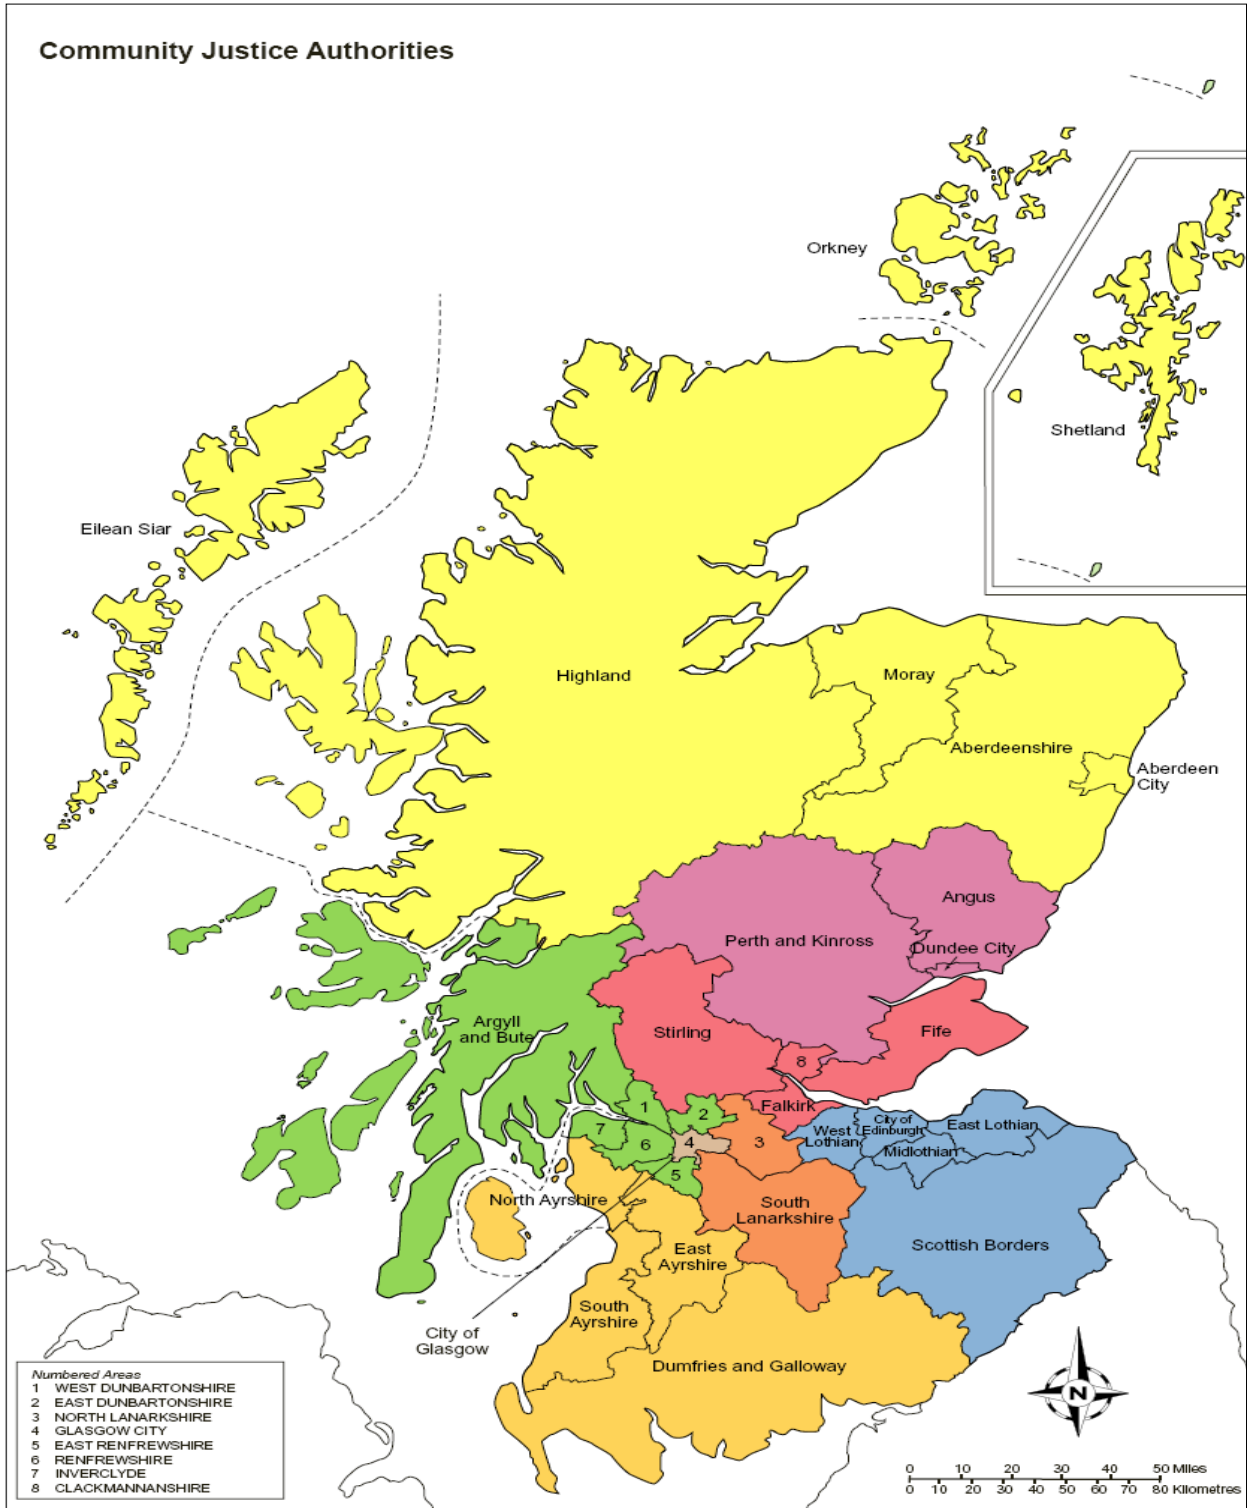 Community Justice Authorities
Orkney
Shetland
Eilean Siar
Highland
Moray
Aberdeenshire
Aberdeen
City
Angus
Perth and Kinross
Dundee City
Argyll
and Bute
Stirling
Fife
8
1
2
Falkirk
7
6
4
3
West
Lothian
City of
Edinburgh
East Lothian
Midlothian
5
North Ayrshire
South
Lanarkshire
East
Ayrshire
Scottish Borders
South
Ayrshire
City of
Glasgow
Dumfries and Galloway
N
Numbered Areas
1 WEST DUNBARTONSHIRE
2 EAST DUNBARTONSHIRE
3 NORTH LANARKSHIRE
4 GLASGOW CITY
5 EAST RENFREWSHIRE
6 RENFREWSHIRE
7 INVERCLYDE
8 CLACKMANNANSHIRE
0 10 20 30 40 50 Miles
0 10 20 30 40 50 60 70 80 Kilometres